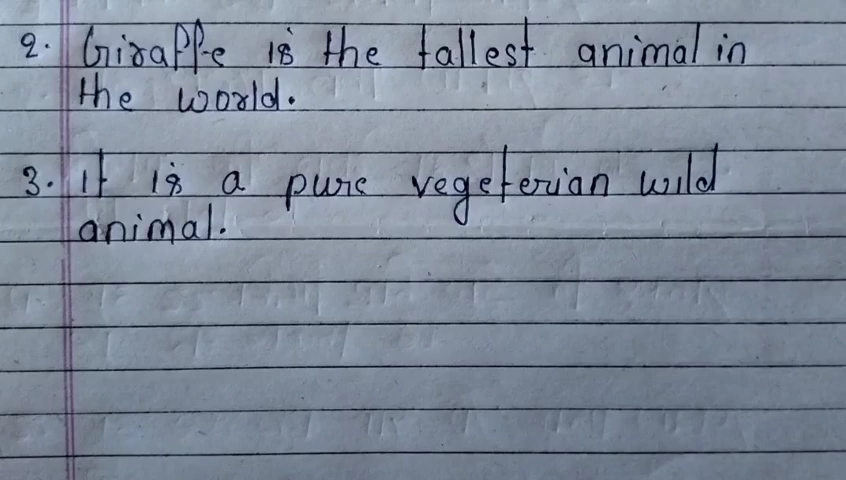 2. Giraffe is the tallest animal in
the world.
3. It is a pure vegeterian wild
animal.